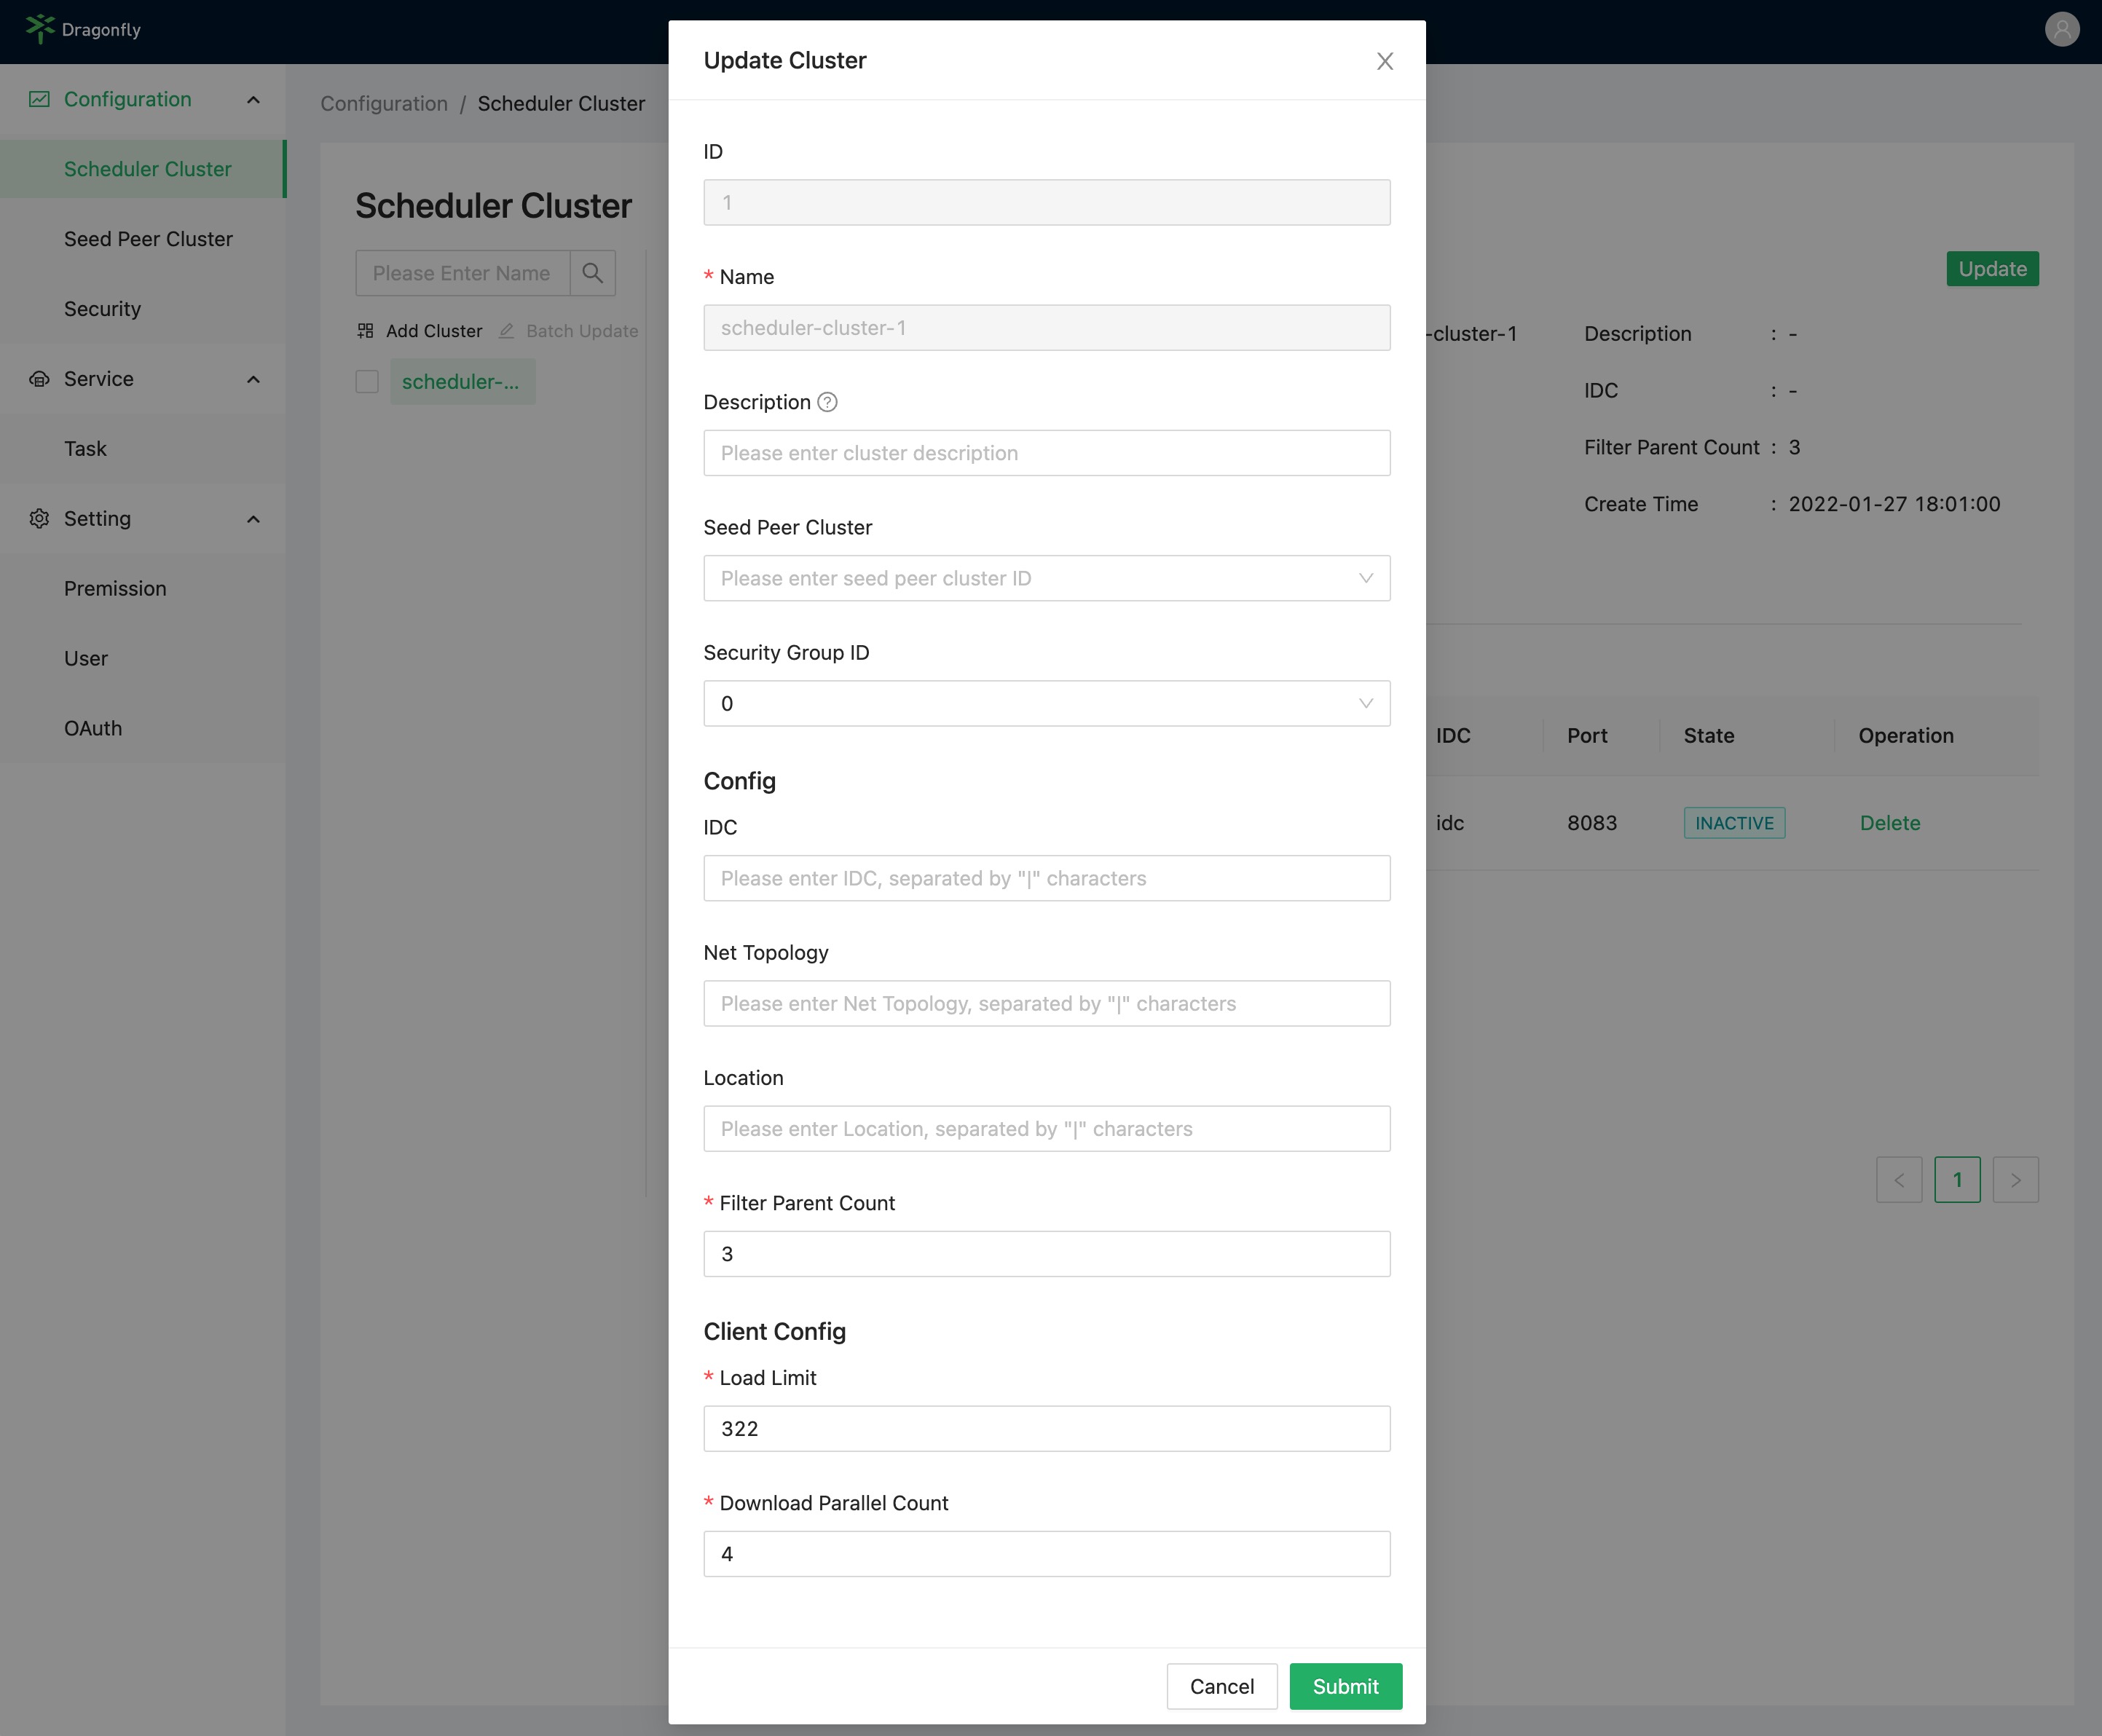 Dragonfly
Configuration
Scheduler Cluster
Seed Peer Cluster
Security
Service
Task
Setting
Premission
User
OAuth
Configuration / Scheduler Cluster
Scheduler Cluster
Please Enter Name
Add Cluster Batch Update
scheduler-...
Update Cluster
ID
1
* Name
scheduler-cluster-1
Description
Please enter cluster description
Seed Peer Cluster
Please enter seed peer cluster ID
Security Group ID
0
Config
IDC
Please enter IDC, separated by "|" characters
Net Topology
Please enter Net Topology, separated by "|" characters
Location
Please enter Location, separated by "|" characters
* Filter Parent Count
3
Client Config
* Load Limit
322
* Download Parallel Count
4
Cancel Submit
Update
-cluster-1 Description : -
IDC : -
Filter Parent Count : 3
Create Time : 2022-01-27 18:01:00
IDC Port State Operation
idc 8083 INACTIVE Delete
< 1 >